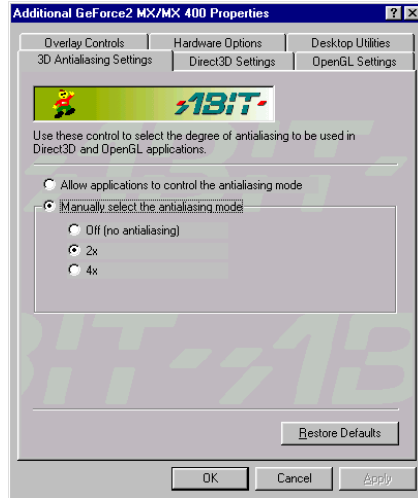 Additional GeForce2 MX/MX 400 Properties
Overlay Controls
Hardware Options
Desktop Utilities
3D Antialiasing Settings
Direct3D Settings
OpenGL Settings
ABIT
Use these control to select the degree of antialiasing to be used in
Direct3D and OpenGL applications.
Allow applications to control the antialiasing mode
Manually select the antialiasing mode
Off (no antialiasing)
2x
4x
Restore Defaults
OK
Cancel
Apply